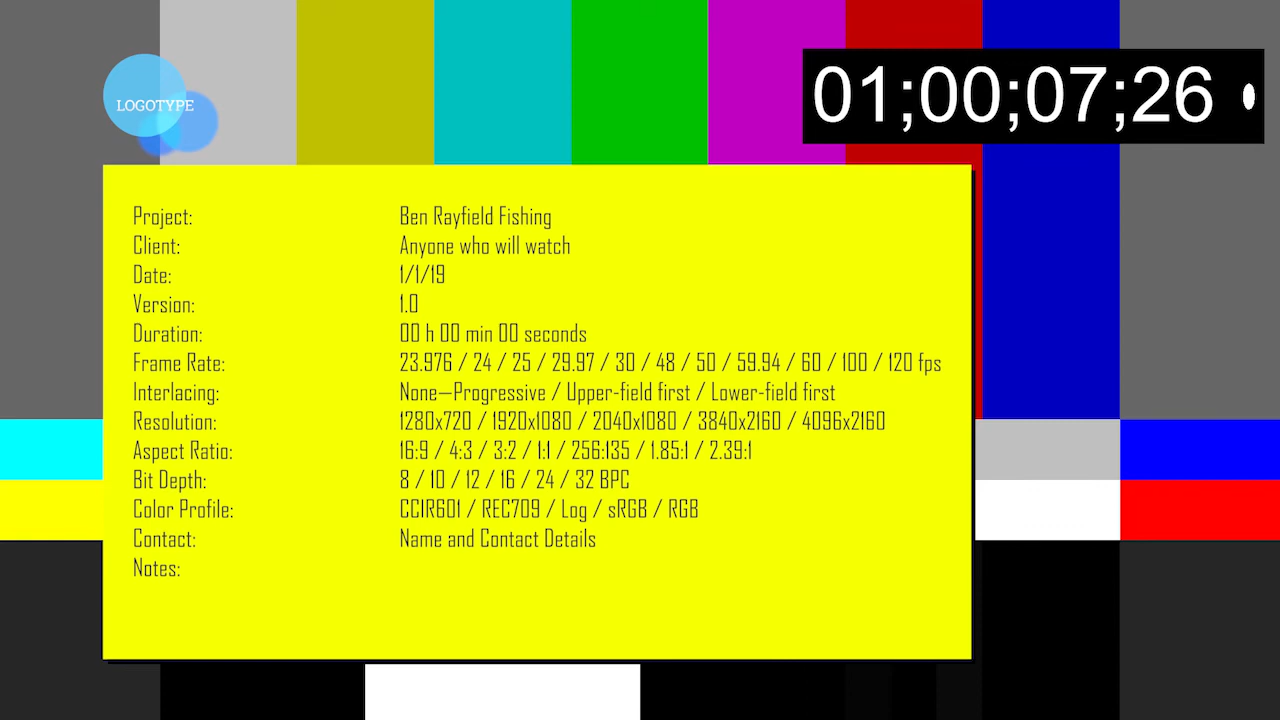 LOGOTYPE
01;00;07;26
Project: Ben Rayfield Fishing
Client: Anyone who will watch
Date: 1/1/19
Version: 1.0
Duration: 00 h 00 min 00 seconds
Frame Rate: 23.976 / 24 / 25 / 29.97 / 30 / 48 / 50 / 59.94 / 60 / 100 / 120 fps
Interlacing: None—Progressive / Upper-field first / Lower-field first
Resolution: 1280x720 / 1920x1080 / 2040x1080 / 3840x2160 / 4096x2160
Aspect Ratio: 16:9 / 4:3 / 3:2 / 1:1 / 256:135 / 1.85:1 / 2.39:1
Bit Depth: 8 / 10 / 12 / 16 / 24 / 32 BPC
Color Profile: CCIR601 / REC709 / Log / sRGB / RGB
Contact: Name and Contact Details
Notes: